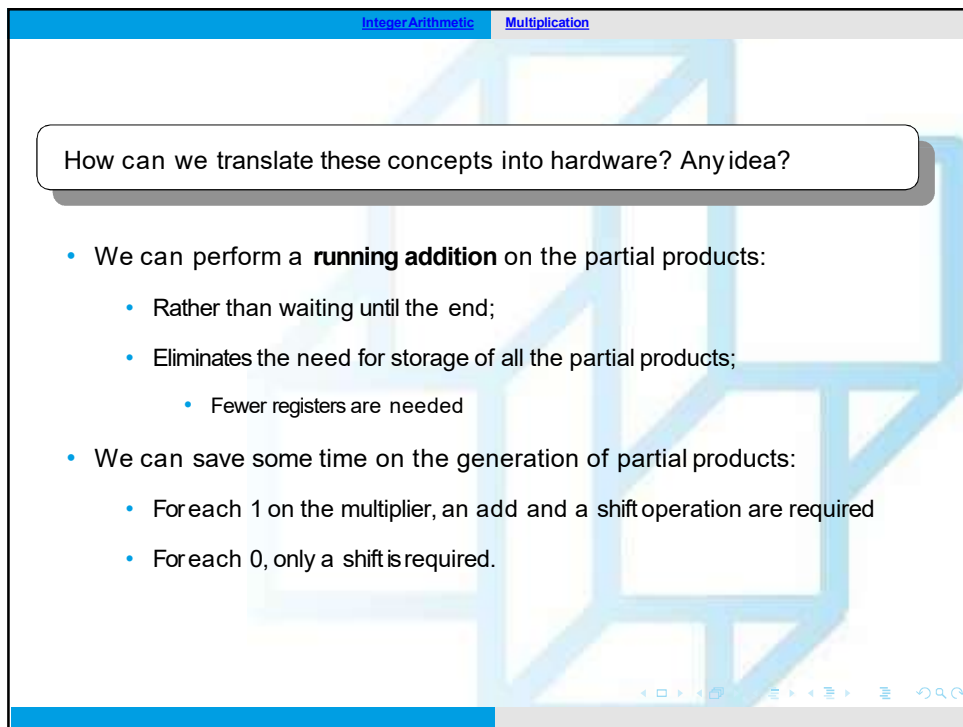 Integer Arithmetic Multiplication
How can we translate these concepts into hardware? Any idea?
• We can perform a running addition on the partial products:
• Rather than waiting until the end;
• Eliminates the need for storage of all the partial products;
• Fewer registers are needed
• We can save some time on the generation of partial products:
• For each 1 on the multiplier, an add and a shift operation are required
• For each 0, only a shift is required.